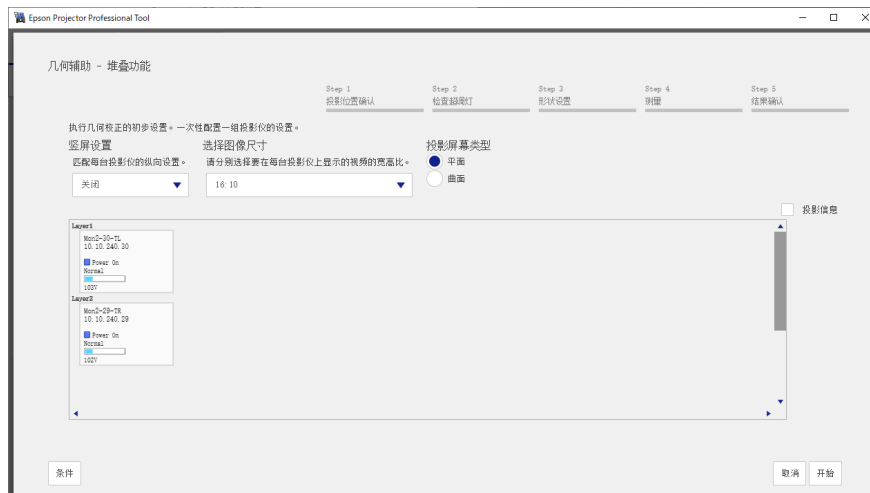 Epson Projector Professional Tool
几何辅助 - 堆叠功能
Step 1
投影位置确认
Step 2
检查超阈灯
Step 3
形状设置
Step 4
测量
Step 5
结果确认
执行几何校正的初步设置。一次性配置一组投影仪的设置。
竖屏设置
匹配每台投影仪的纵向设置。
关闭
选择图像尺寸
请分别选择要在每台投影仪上显示的视频的宽高比。
16:10
投影屏幕类型
平面
曲面
投影信息
Layer1
Mon2-30-TL
10.10.240.30
Power On
Normal
103V
Layer2
Mon2-29-TR
10.10.240.29
Power On
Normal
102V
条件
取消
开始